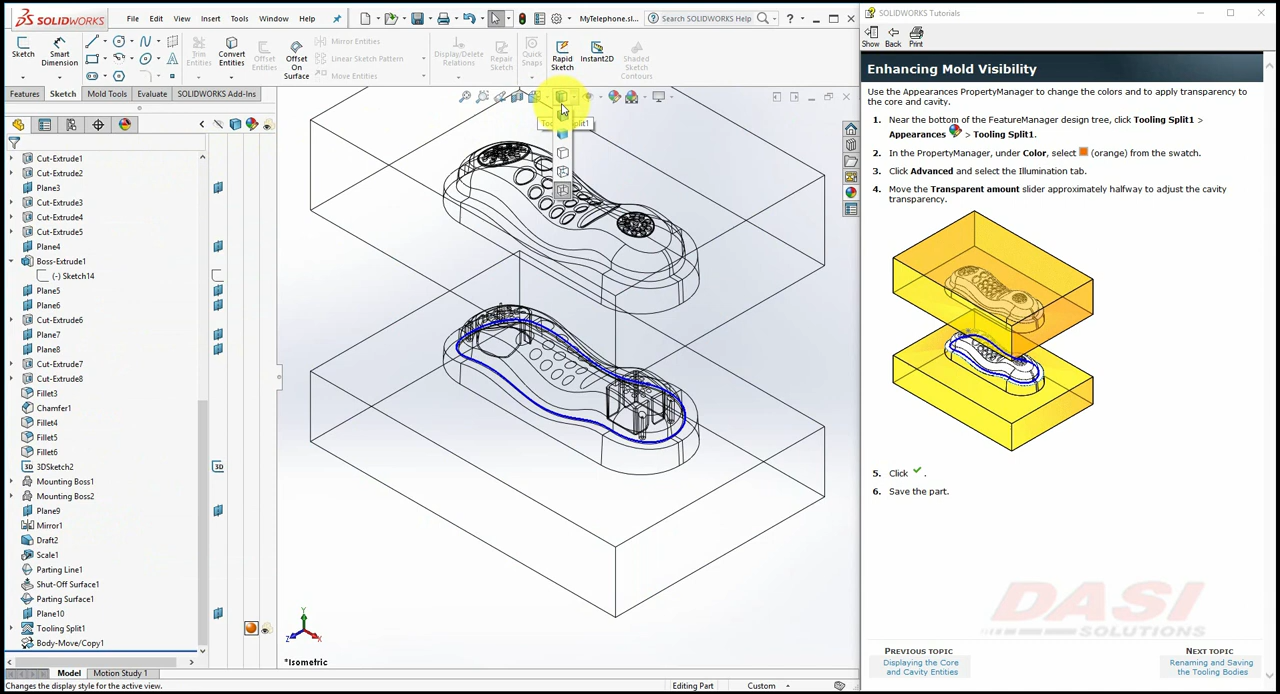 SOLIDWORKS
File
Edit
View
Insert
Tools
Window
Help
MyTelephone.sl...
Search SOLIDWORKS Help
SOLIDWORKS Tutorials
Sketch
Smart
Dimension
Trim
Entities
Convert
Entities
Offset
Entities
Offset
On
Surface
Mirror Entities
Linear Sketch Pattern
Move Entities
Display/Delete
Relations
Repair
Sketch
Quick
Snaps
Rapid
Sketch
Instant2D
Shaded
Sketch
Contours
Show
Back
Print
Features
Sketch
Mold Tools
Evaluate
SOLIDWORKS Add-Ins
Cut-Extrude1
Cut-Extrude2
Plane3
Cut-Extrude3
Cut-Extrude4
Cut-Extrude5
Plane4
Boss-Extrude1
(-) Sketch14
Plane5
Plane6
Cut-Extrude6
Plane7
Plane8
Cut-Extrude7
Cut-Extrude8
Fillet3
Chamfer1
Fillet4
Fillet5
Fillet6
3DSketch2
Mounting Boss1
Mounting Boss2
Plane9
Mirror1
Draft2
Scale1
Parting Line1
Shut-Off Surface1
Parting Surface1
Plane10
Tooling Split1
Body-Move/Copy1
*Isometric
Model
Motion Study 1
Changes the display style for the active view.
Editing Part
Custom
Enhancing Mold Visibility
Use the Appearances PropertyManager to change the colors and to apply transparency to
the core and cavity.
1. Near the bottom of the FeatureManager design tree, click Tooling Split1 >
Appearances > Tooling Split1.
2. In the PropertyManager, under Color, select (orange) from the swatch.
3. Click Advanced and select the Illumination tab.
4. Move the Transparent amount slider approximately halfway to adjust the cavity
transparency.
5. Click .
6. Save the part.
DASI
SOLUTIONS
PREVIOUS TOPIC
Displaying the Core
and Cavity Entities
NEXT TOPIC
Renaming and Saving
the Tooling Bodies